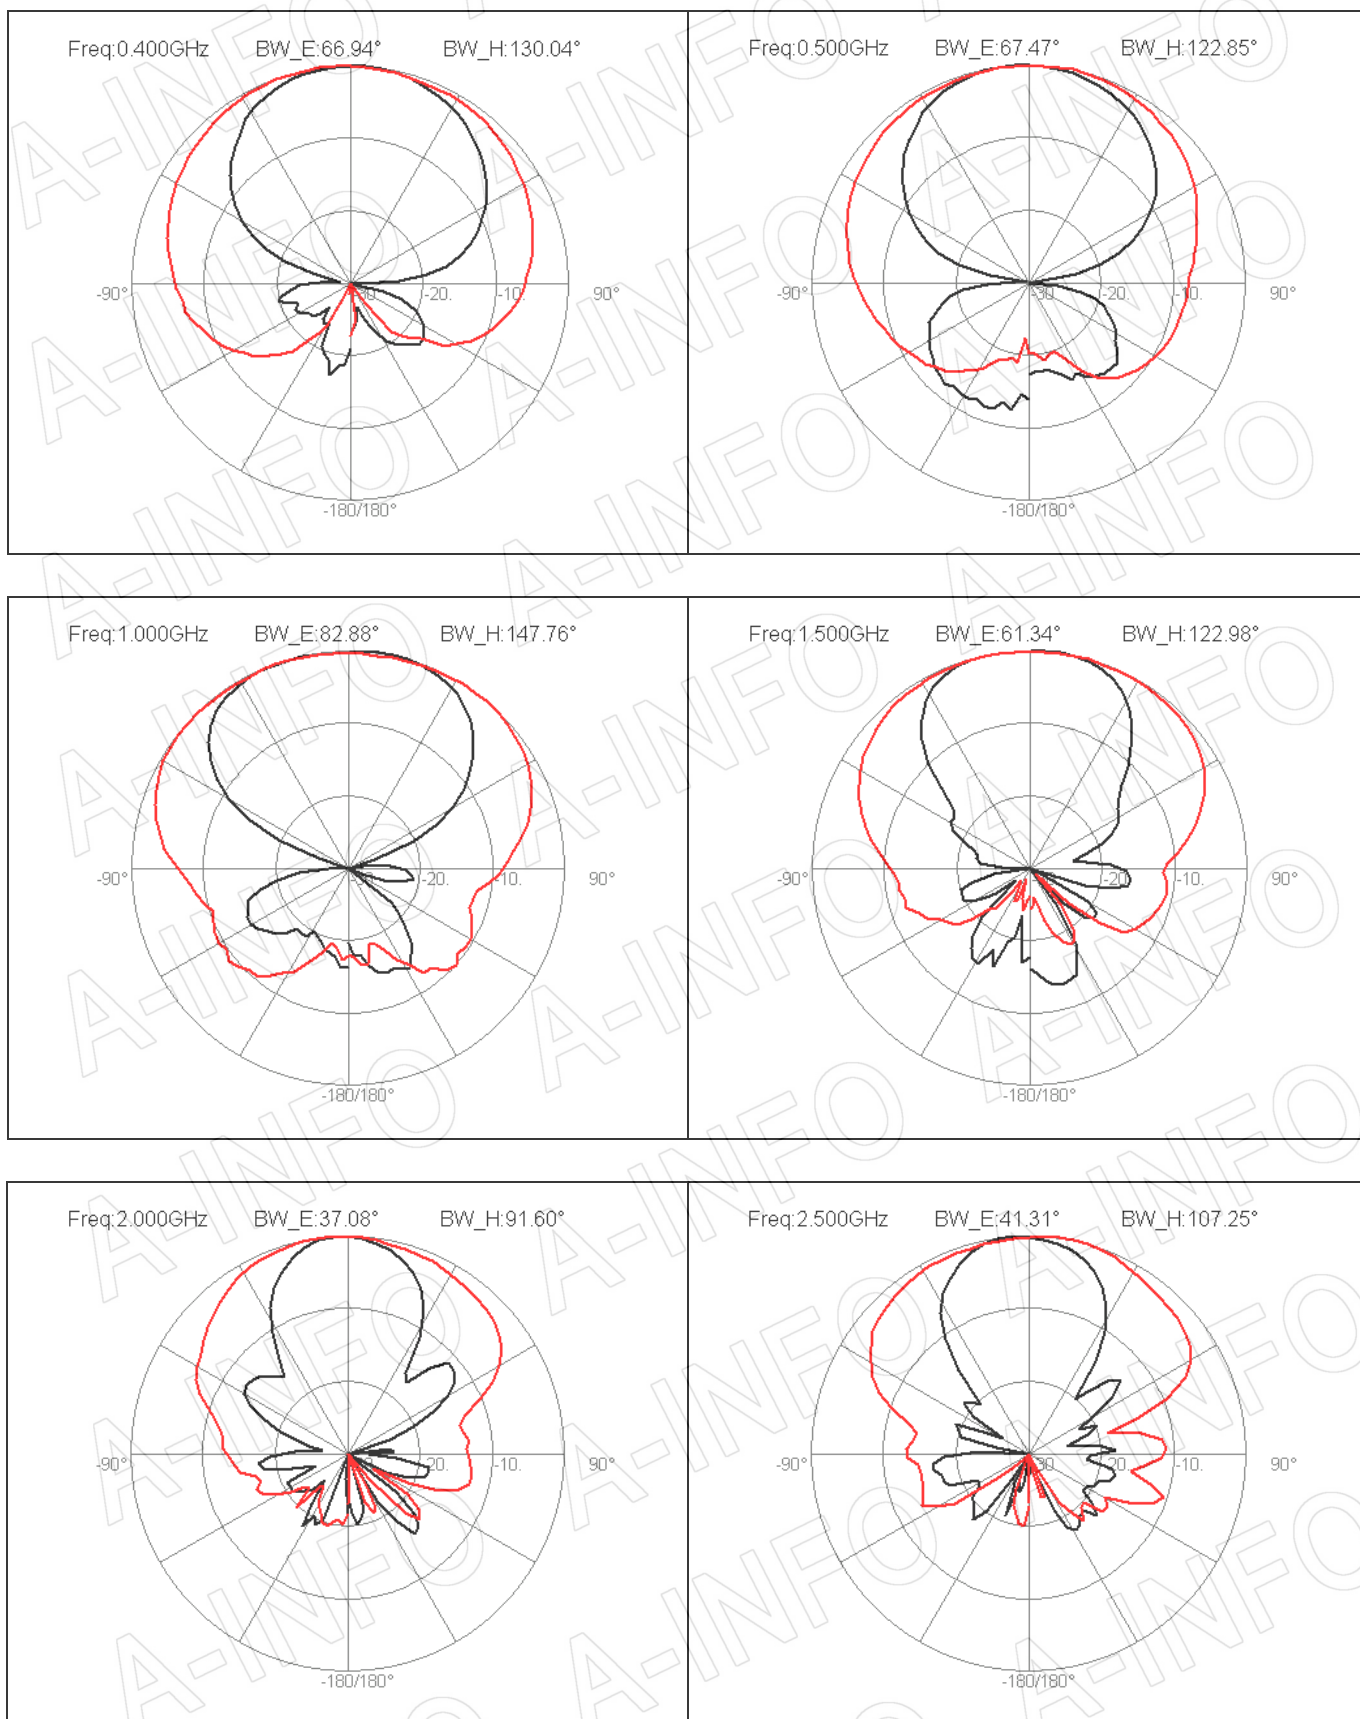 Freq:0.400GHz BW_E:66.94° BW_H:130.04°
-90° -30 -20. -10. 90°
-180/180°
Freq:0.500GHz BW_E:67.47° BW_H:122.85°
-90° -30 -20. -10. 90°
-180/180°
Freq:1.000GHz BW_E:82.88° BW_H:147.76°
-90° -20. -10. 90°
-180/180°
Freq:1.500GHz BW_E:61.34° BW_H:122.98°
-90° -20. -10. 90°
-180/180°
Freq:2.000GHz BW_E:37.08° BW_H:91.60°
-90° -20. -10. 90°
-180/180°
Freq:2.500GHz BW_E:41.31° BW_H:107.25°
-90° -30 -20. -10. 90°
-180/180°
A-INFO